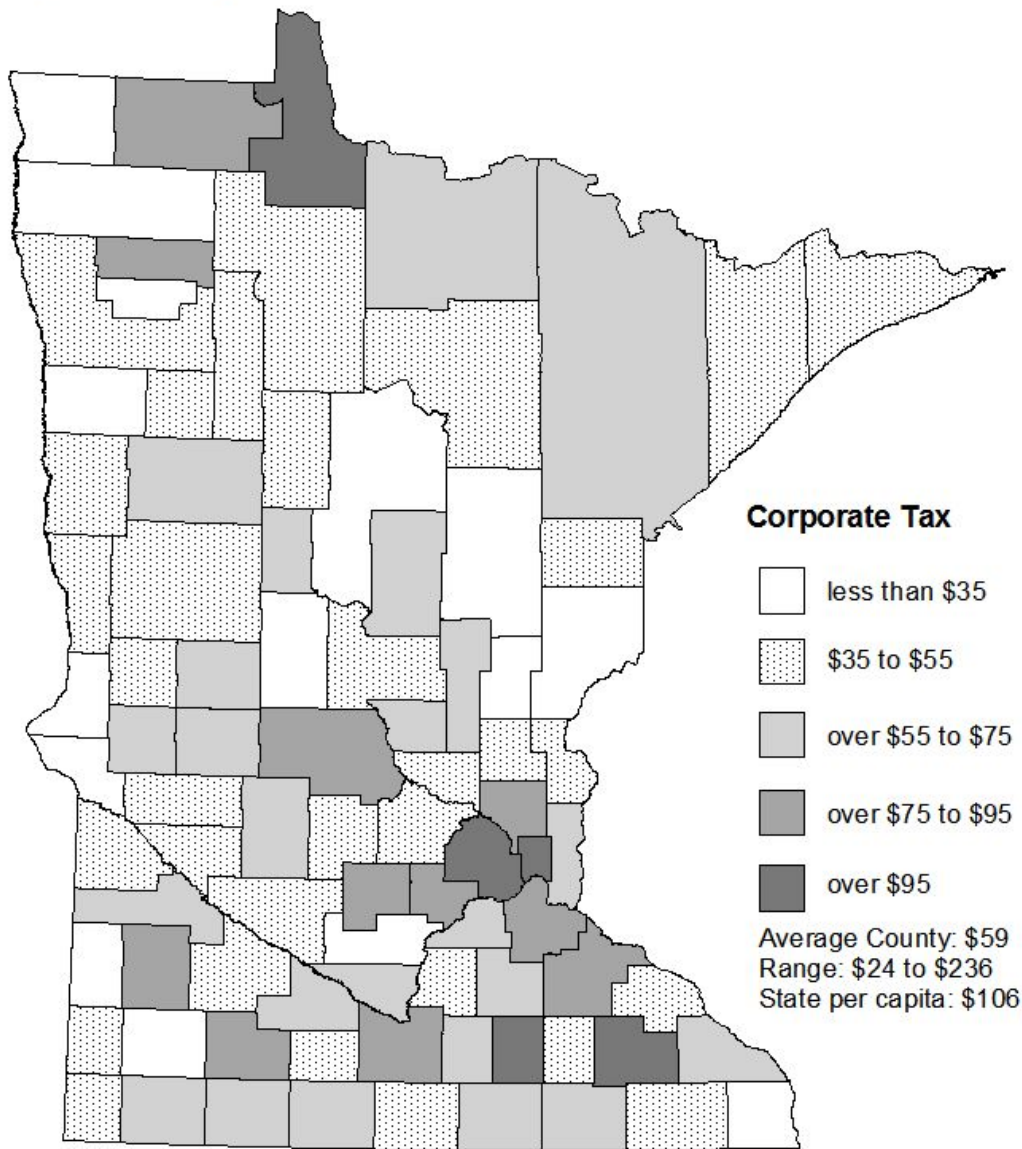 Corporate Tax
less than $35
$35 to $55
over $55 to $75
over $75 to $95
over $95
Average County: $59
Range: $24 to $236
State per capita: $106